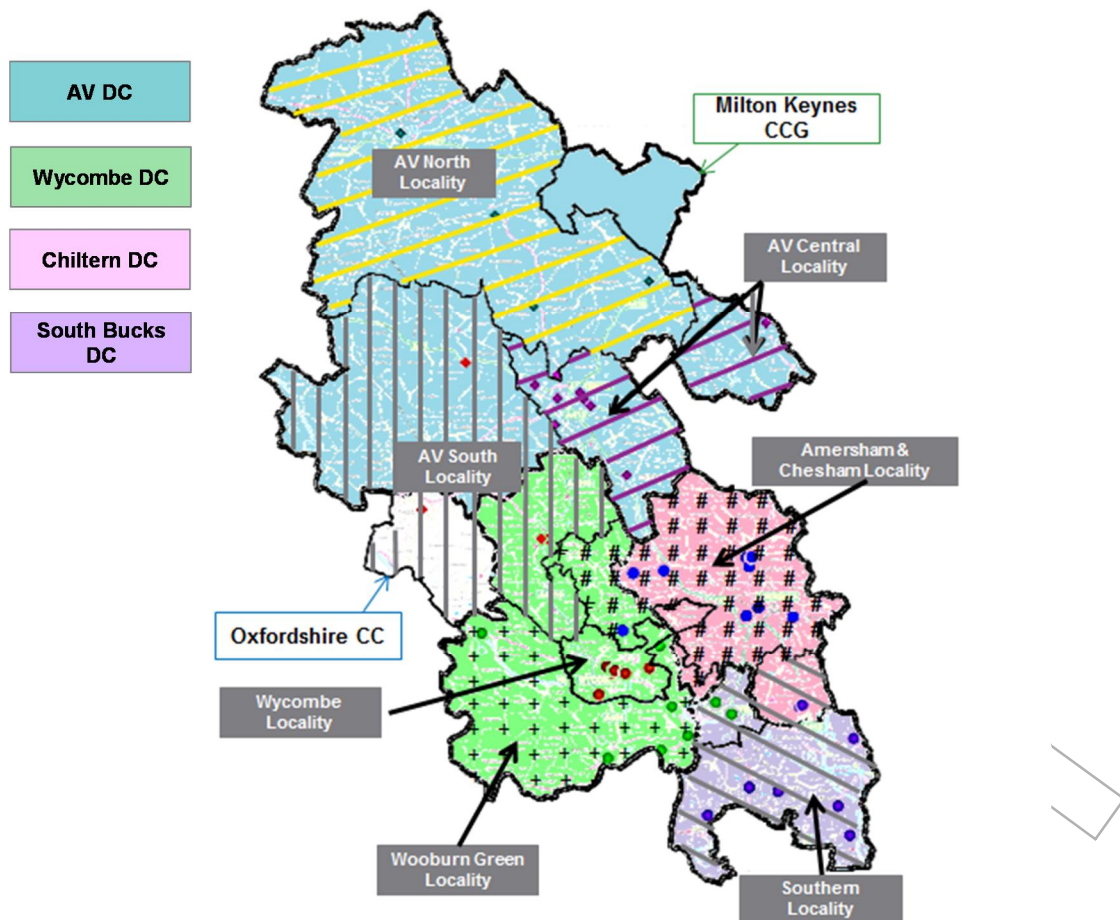 AV DC
Wycombe DC
Chiltern DC
South Bucks
DC
Milton Keynes
CCG
AV North
Locality
AV Central
Locality
AV South
Locality
Amersham &
Chesham Locality
Oxfordshire CC
Wycombe
Locality
Wooburn Green
Locality
Southern
Locality